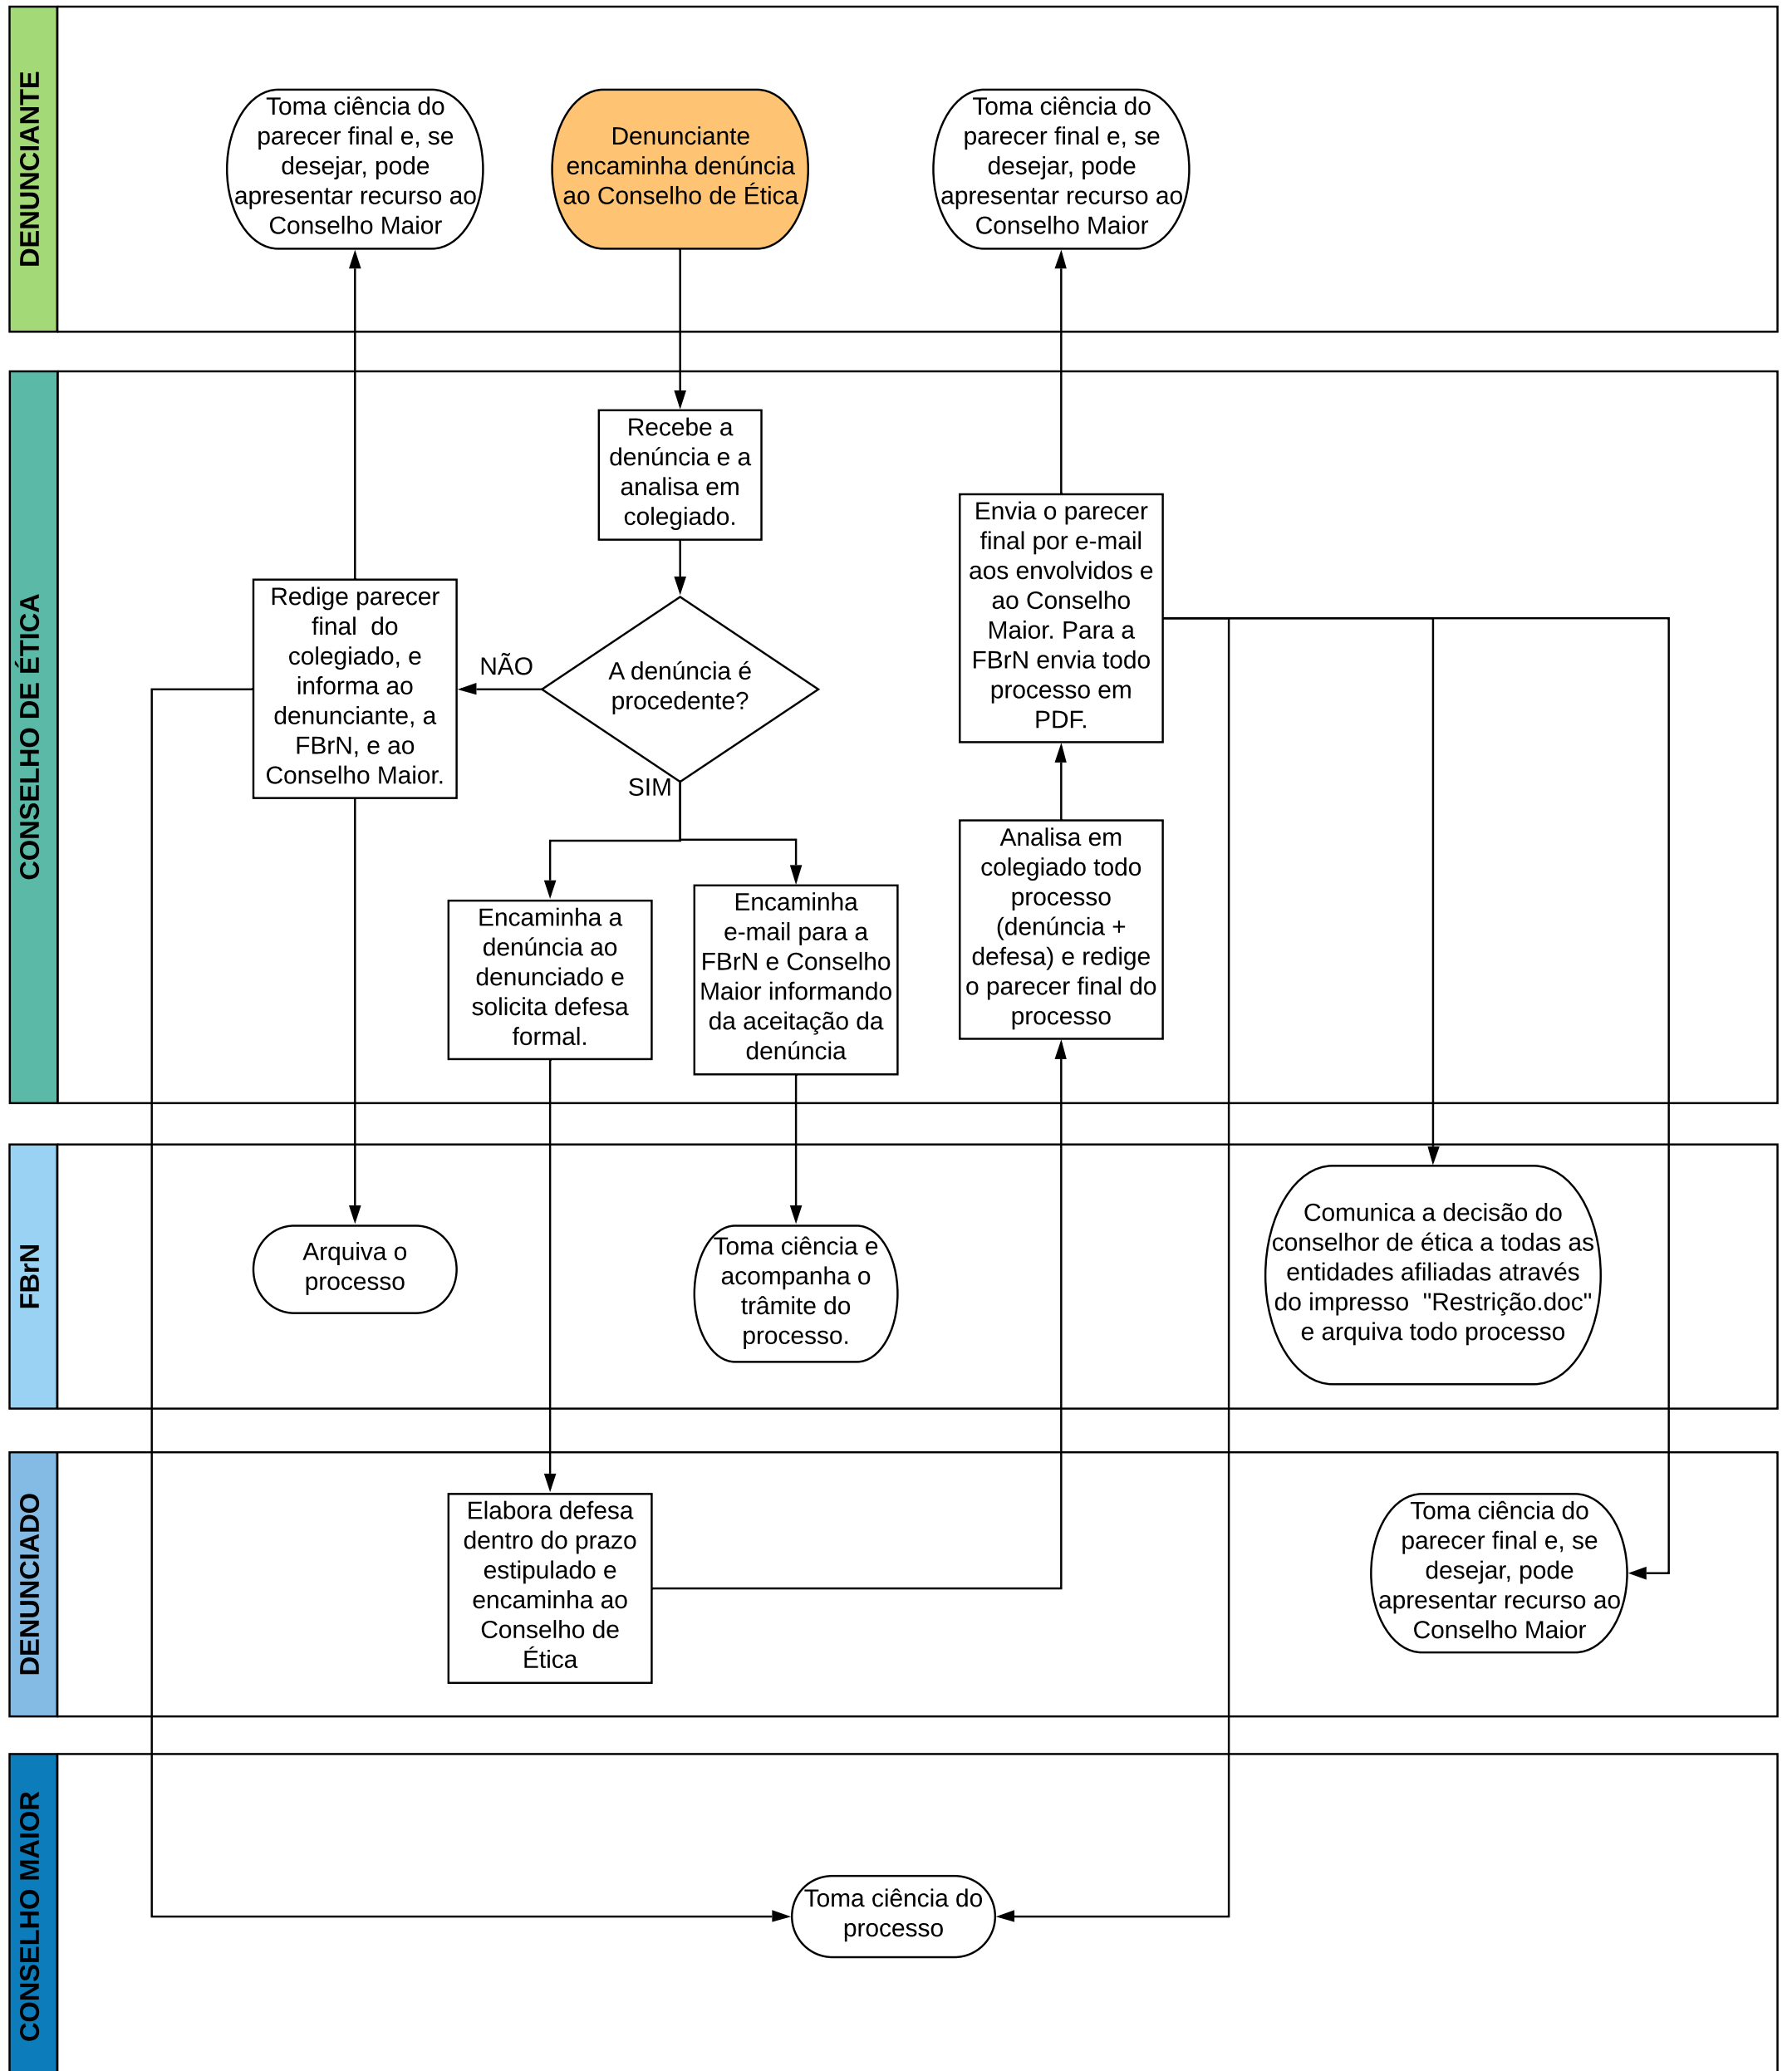 DENUNCIANTE
Toma ciência do
parecer final e, se
desejar, pode
apresentar recurso ao
Conselho Maior
Denunciante
encaminha denúncia
ao Conselho de Ética
Toma ciência do
parecer final e, se
desejar, pode
apresentar recurso ao
Conselho Maior
CONSELHO DE ÉTICA
Recebe a
denúncia e a
analisa em
colegiado.
Redige parecer
final do
colegiado, e
informa ao
denunciante, a
FBrN, e ao
Conselho Maior.
NÃO
A denúncia é
procedente?
SIM
Envia o parecer
final por e-mail
aos envolvidos e
ao Conselho
Maior. Para a
FBrN envia todo
processo em
PDF.
Encaminha a
denúncia ao
denunciado e
solicita defesa
formal.
Encaminha
e-mail para a
FBrN e Conselho
Maior informando
da aceitação da
denúncia
Analisa em
colegiado todo
processo
(denúncia +
defesa) e redige
o parecer final do
processo
FBrN
Arquiva o
processo
Toma ciência e
acompanha o
trâmite do
processo.
Comunica a decisão do
conselhor de ética a todas as
entidades afiliadas através
do impresso "Restrição.doc"
e arquiva todo processo
DENUNCIADO
Elabora defesa
dentro do prazo
estipulado e
encaminha ao
Conselho de
Ética
Toma ciência do
parecer final e, se
desejar, pode
apresentar recurso ao
Conselho Maior
CONSELHO MAIOR
Toma ciência do
processo